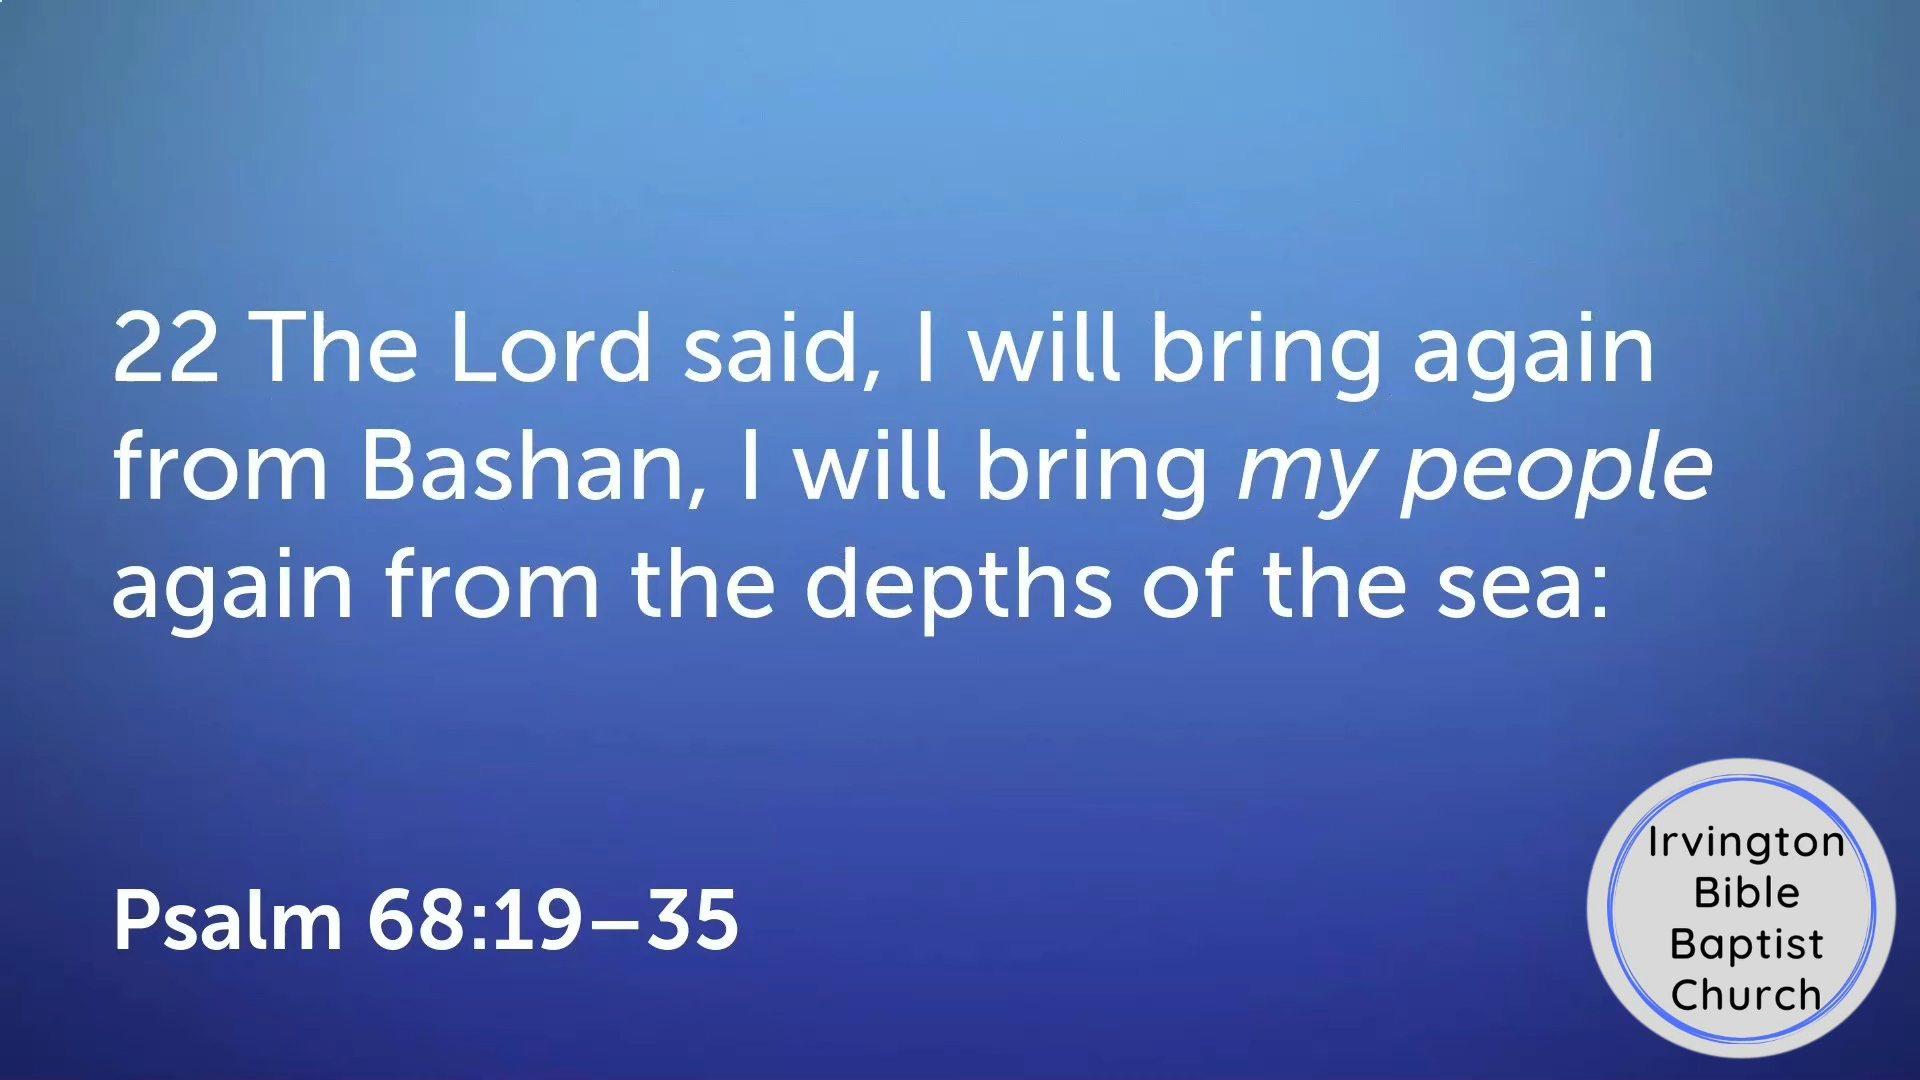 22 The Lord said, I will bring again
from Bashan, I will bring my people
again from the depths of the sea:
Psalm 68:19–35
Irvington
Bible
Baptist
Church